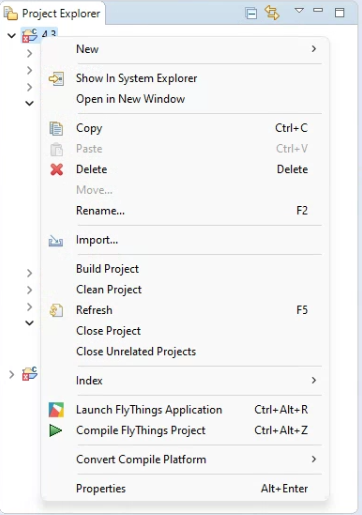 Project Explorer
4.3
New
Show In System Explorer
Open in New Window
Copy Ctrl+C
Paste Ctrl+V
Delete Delete
Move...
Rename... F2
Import...
Build Project
Clean Project
Refresh F5
Close Project
Close Unrelated Projects
Index
Launch FlyThings Application Ctrl+Alt+R
Compile FlyThings Project Ctrl+Alt+Z
Convert Compile Platform
Properties Alt+Enter